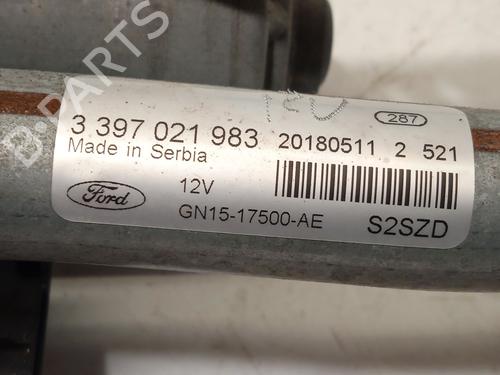 287
3 397 021 983 20180511 2 521
Made in Serbia
Ford
12V
GN15-17500-AE
S2SZD
B-PARTS